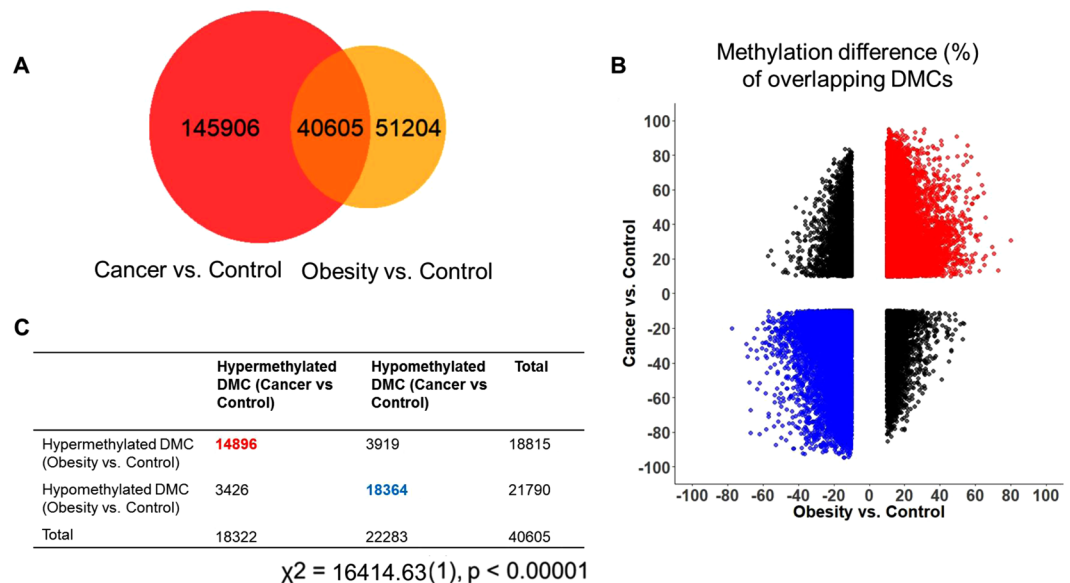 A
145906 40605 51204
Cancer vs. Control Obesity vs. Control
B
Methylation difference (%)
of overlapping DMCs
Cancer vs. Control
100
80
60
40
20
0
-20
-40
-60
-80
-100
-100 -80 -60 -40 -20 0 20 40 60 80 100
Obesity vs. Control
C
Hypermethylated DMC (Cancer vs Control) Hypomethylated DMC (Cancer vs Control) Total
Hypermethylated DMC (Obesity vs. Control) 14896 3919 18815
Hypomethylated DMC (Obesity vs. Control) 3426 18364 21790
Total 18322 22283 40605
χ2 = 16414.63(1), p < 0.00001